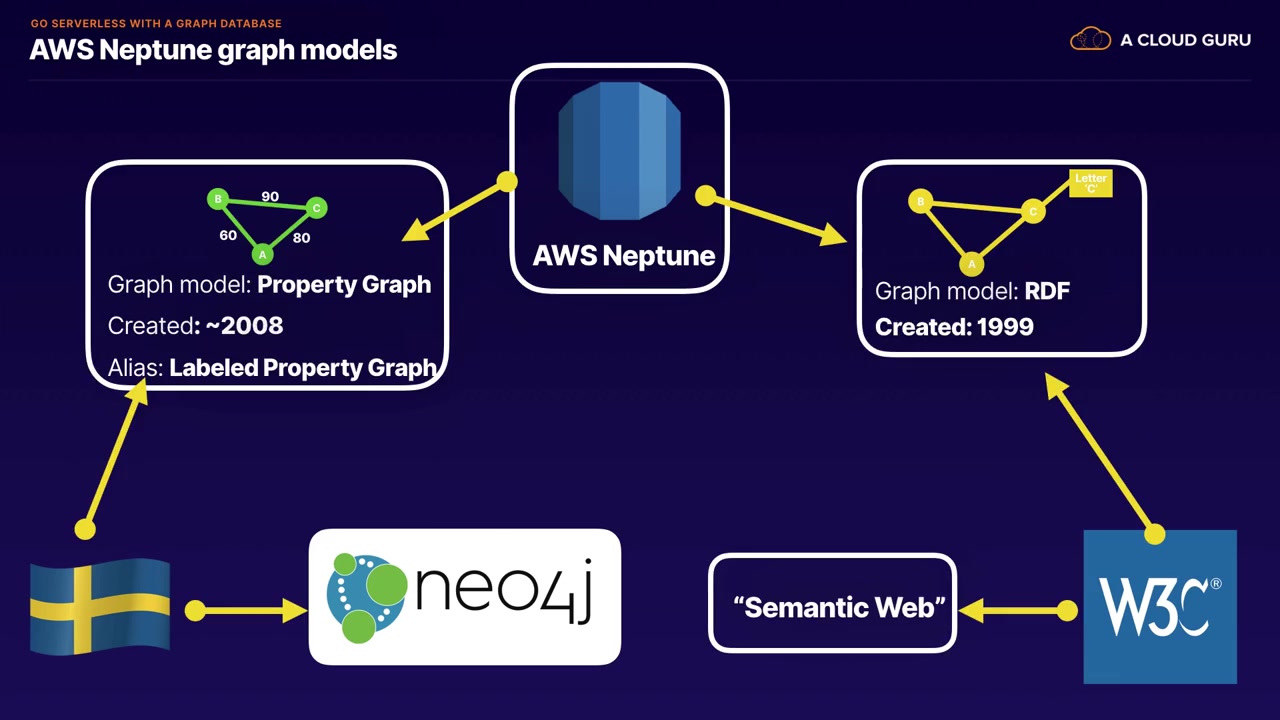 GO SERVERLESS WITH A GRAPH DATABASE
AWS Neptune graph models
A CLOUD GURU
AWS Neptune
B
90
C
60
80
A
Graph model: Property Graph
Created: ~2008
Alias: Labeled Property Graph
Letter
'C'
B
C
A
Graph model: RDF
Created: 1999
neo4j
“Semantic Web”
W3C®